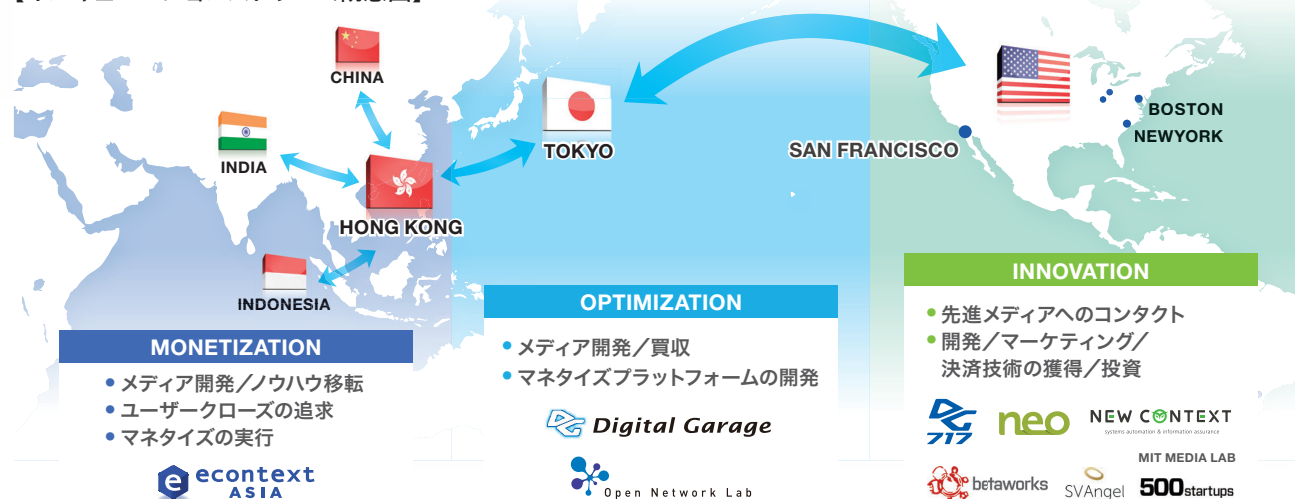 CHINA
INDIA
HONG KONG
INDONESIA
TOKYO
SAN FRANCISCO
BOSTON
NEWYORK
MONETIZATION
• メディア開発／ノウハウ移転
• ユーザークローズの追求
• マネタイズの実行
econtext
ASIA
OPTIMIZATION
• メディア開発／買収
• マネタイズプラットフォームの開発
DG Digital Garage
Open Network Lab
INNOVATION
• 先進メディアへのコンタクト
• 開発／マーケティング／
決済技術の獲得／投資
DG
717
neo
NEW CONTEXT
systems automation & information assurance
betaworks
SVAngel
MIT MEDIA LAB
500startups